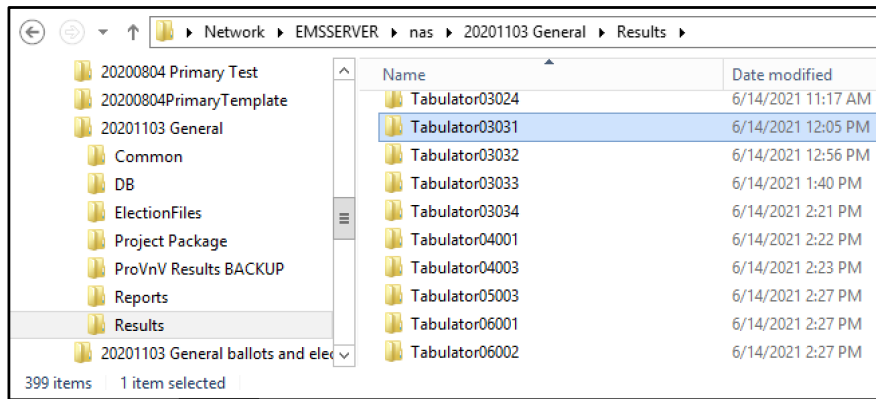 Network EMSSERVER nas 20201103 General Results
20200804 Primary Test
20200804PrimaryTemplate
20201103 General
Common
DB
ElectionFiles
Project Package
ProVnV Results BACKUP
Reports
Results
20201103 General ballots and elec
Name Date modified
Tabulator03024 6/14/2021 11:17 AM
Tabulator03031 6/14/2021 12:05 PM
Tabulator03032 6/14/2021 12:56 PM
Tabulator03033 6/14/2021 1:40 PM
Tabulator03034 6/14/2021 2:21 PM
Tabulator04001 6/14/2021 2:22 PM
Tabulator04003 6/14/2021 2:23 PM
Tabulator05003 6/14/2021 2:27 PM
Tabulator06001 6/14/2021 2:27 PM
Tabulator06002 6/14/2021 2:27 PM
399 items 1 item selected